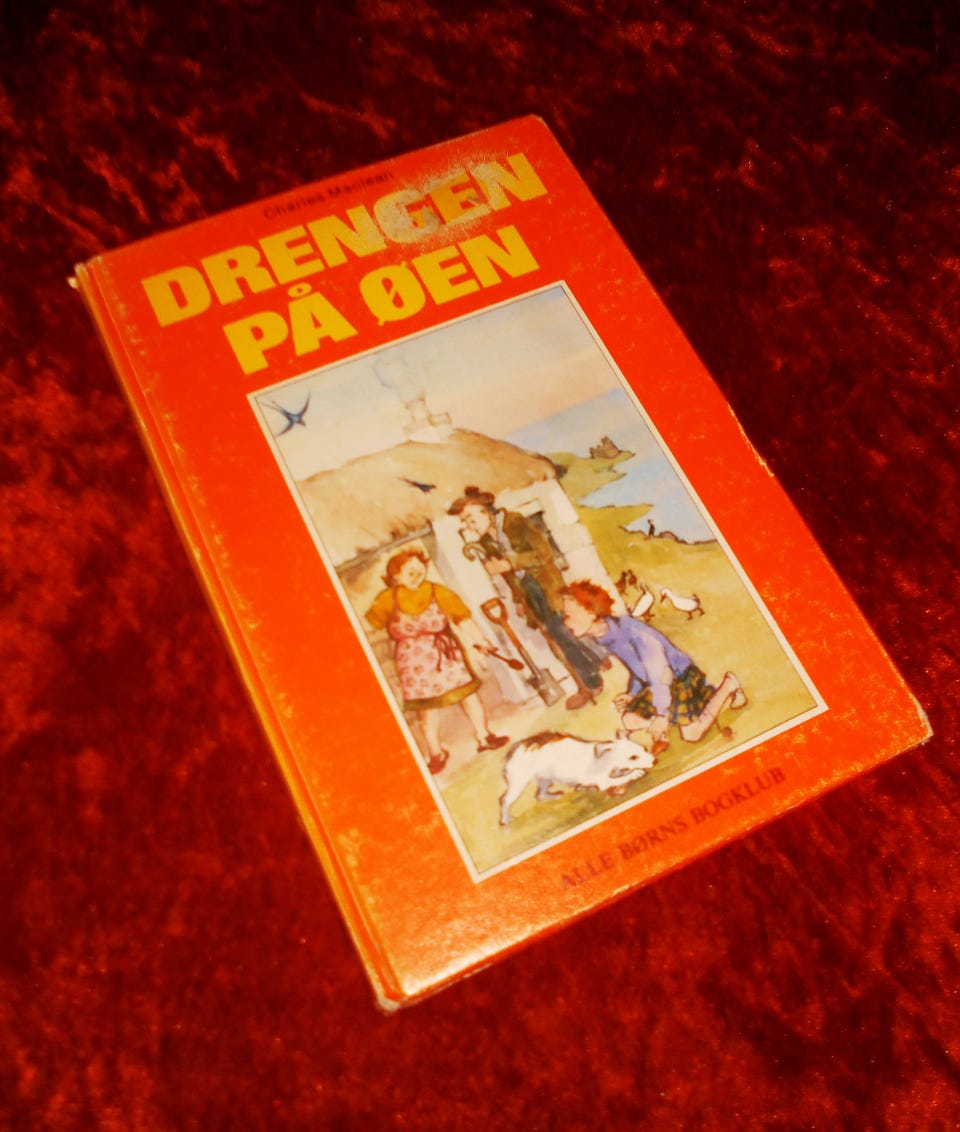 Charles Maclean
DRENGEN
PÅ ØEN
ALLE BØRNS BOGKLUB